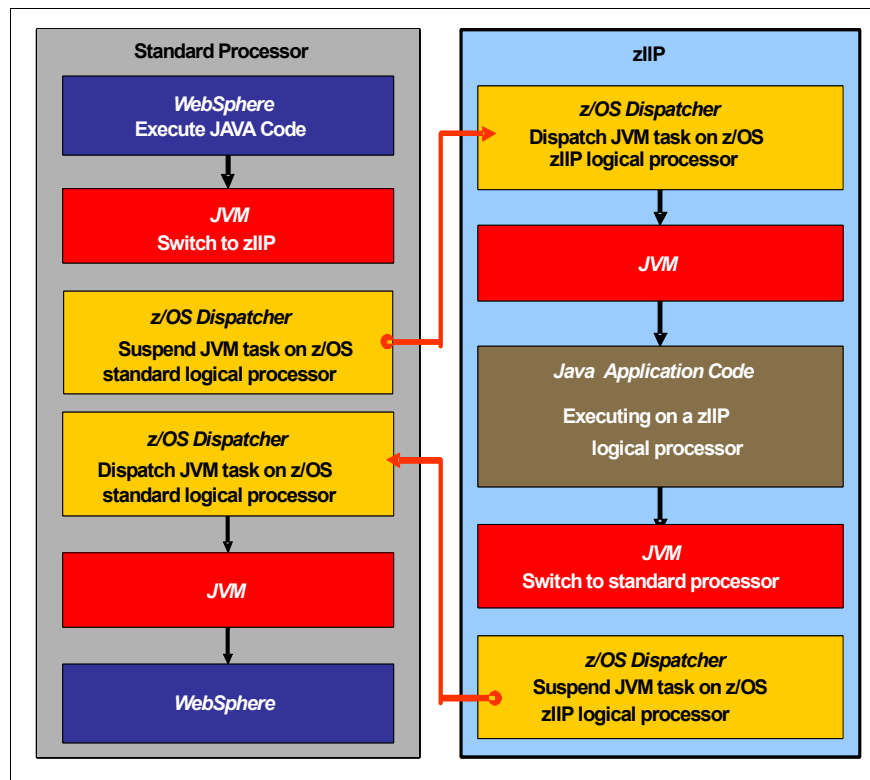 Standard Processor
WebSphere
Execute JAVA Code
JVM
Switch to zIIP
z/OS Dispatcher
Suspend JVM task on z/OS
standard logical processor
z/OS Dispatcher
Dispatch JVM task on z/OS
standard logical processor
JVM
WebSphere
zIIP
z/OS Dispatcher
Dispatch JVM task on z/OS
zIIP logical processor
JVM
Java Application Code
Executing on a zIIP
logical processor
JVM
Switch to standard processor
z/OS Dispatcher
Suspend JVM task on z/OS
zIIP logical processor